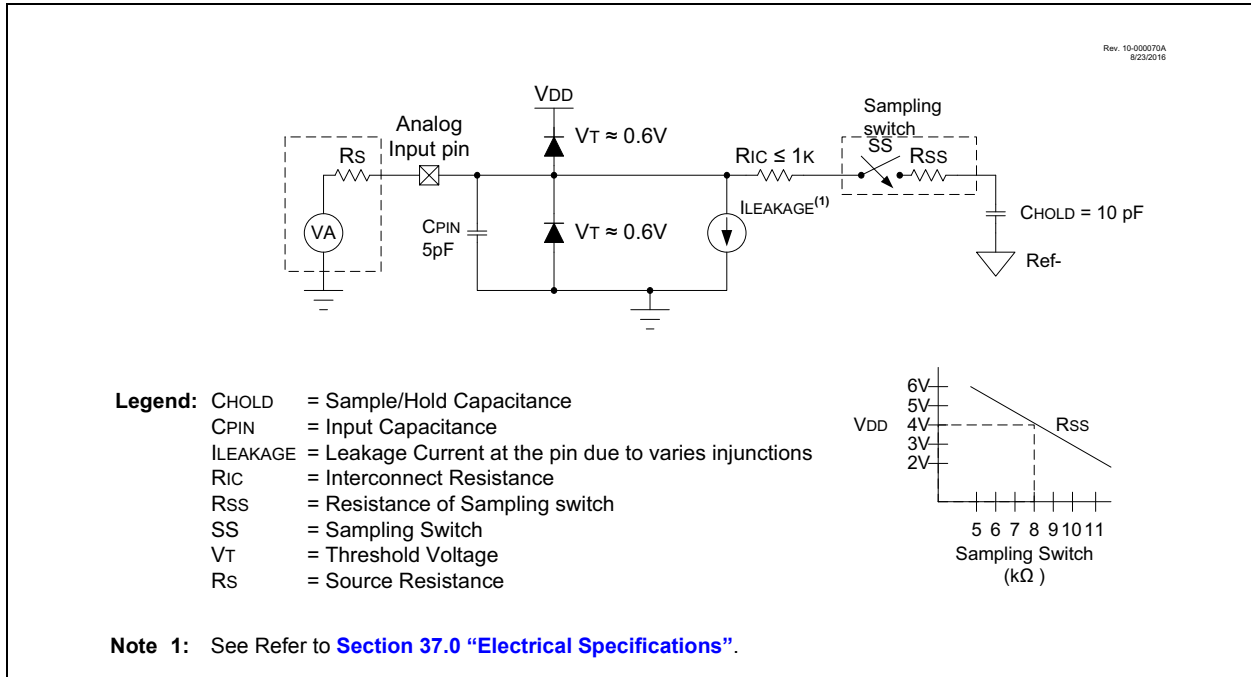 Rev. 10-000070A
8/23/2016
VDD
Sampling
switch
Analog
Input pin
VT ≈ 0.6V
RS
RIC ≤ 1K
SS
RSS
ILEAKAGE(1)
VA
CPIN
5pF
VT ≈ 0.6V
CHOLD = 10 pF
Ref-
Legend: CHOLD = Sample/Hold Capacitance
CPIN = Input Capacitance
ILEAKAGE = Leakage Current at the pin due to varies injunctions
RIC = Interconnect Resistance
RSS = Resistance of Sampling switch
SS = Sampling Switch
VT = Threshold Voltage
RS = Source Resistance
6V
5V
VDD 4V RSS
3V
2V
5 6 7 8 9 10 11
Sampling Switch
(kΩ )
Note 1: See Refer to Section 37.0 “Electrical Specifications”.